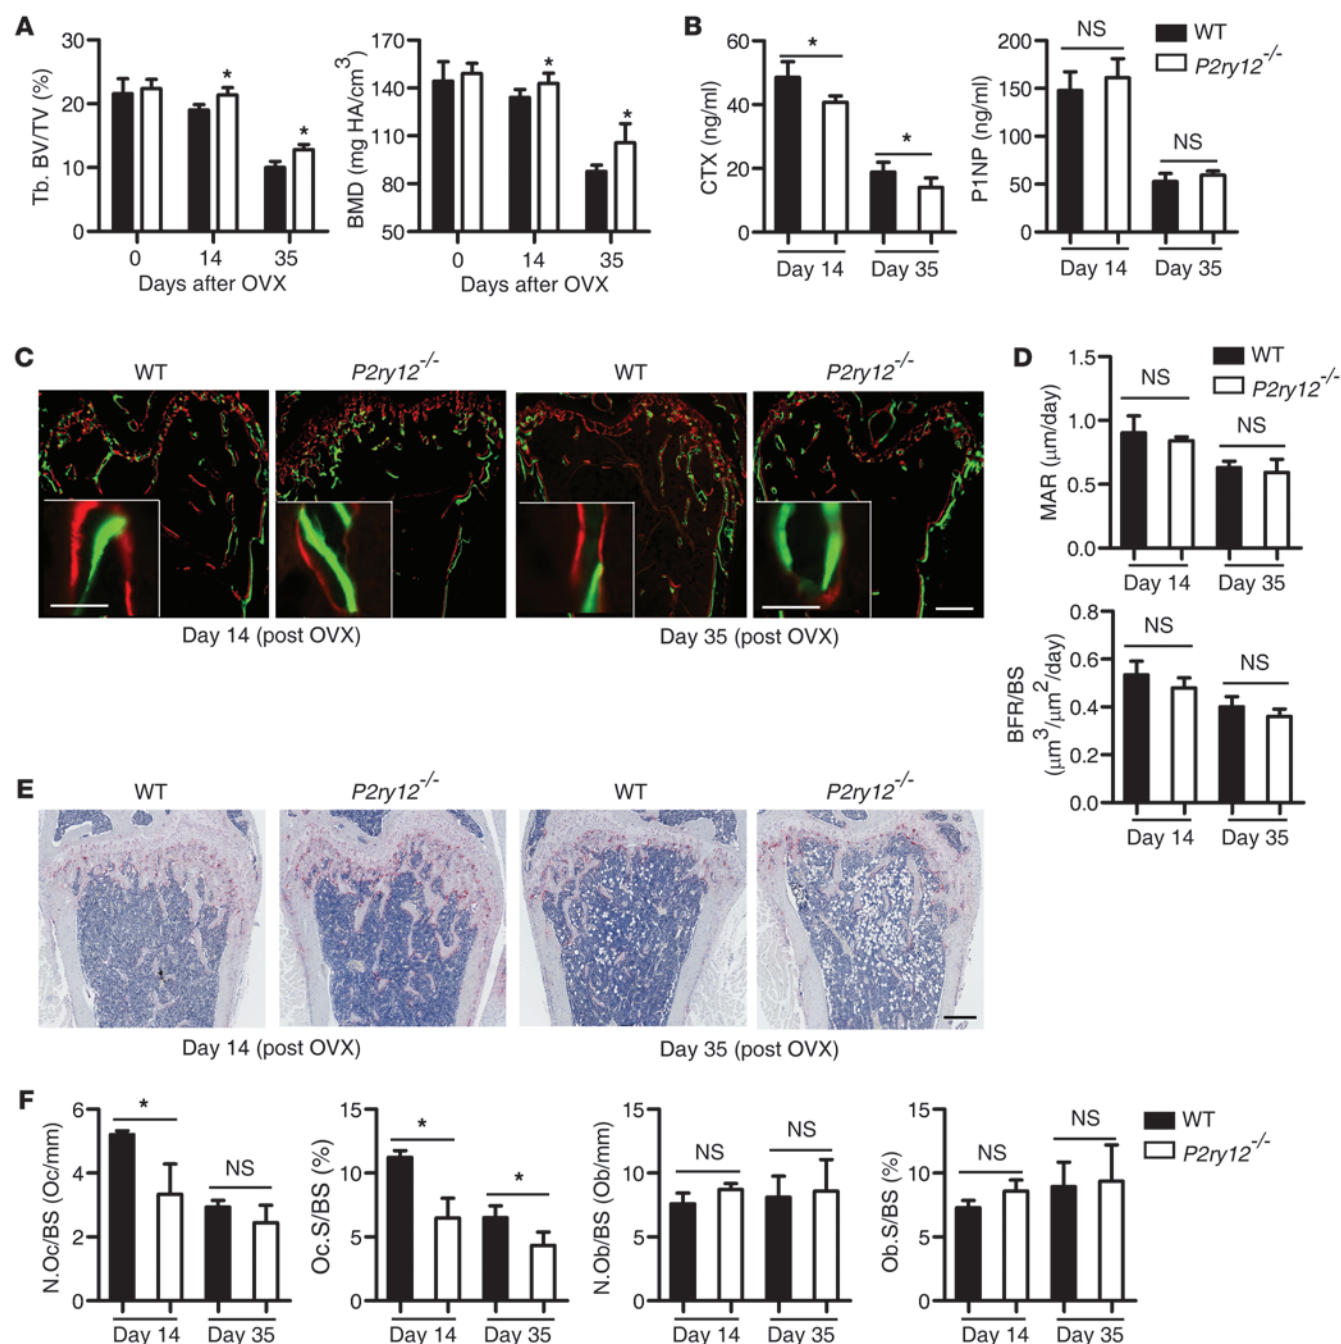 A
Tb. BV/TV (%)
30
20
10
0
0 14 35
Days after OVX
* *
BMD (mg HA/cm³)
170
140
110
80
50
0 14 35
Days after OVX
* *
B
CTX (ng/ml)
60
40
20
0
* *
Day 14 Day 35
P1NP (ng/ml)
200
150
100
50
0
NS NS
Day 14 Day 35
WT
P2ry12-/-
C
WT P2ry12-/- WT P2ry12-/-
Day 14 (post OVX) Day 35 (post OVX)
D
WT
P2ry12-/-
MAR (µm/day)
1.5
1.0
0.5
0.0
NS NS
Day 14 Day 35
BFR/BS
(µm³/µm²/day)
0.8
0.6
0.4
0.2
0.0
NS NS
Day 14 Day 35
E
WT P2ry12-/- WT P2ry12-/-
Day 14 (post OVX) Day 35 (post OVX)
F
N.Oc/BS (Oc/mm)
6
4
2
0
* NS
Day 14 Day 35
Oc.S/BS (%)
15
10
5
0
* *
Day 14 Day 35
N.Ob/BS (Ob/mm)
15
10
5
0
NS NS
Day 14 Day 35
Ob.S/BS (%)
15
10
5
0
NS NS
Day 14 Day 35
WT
P2ry12-/-